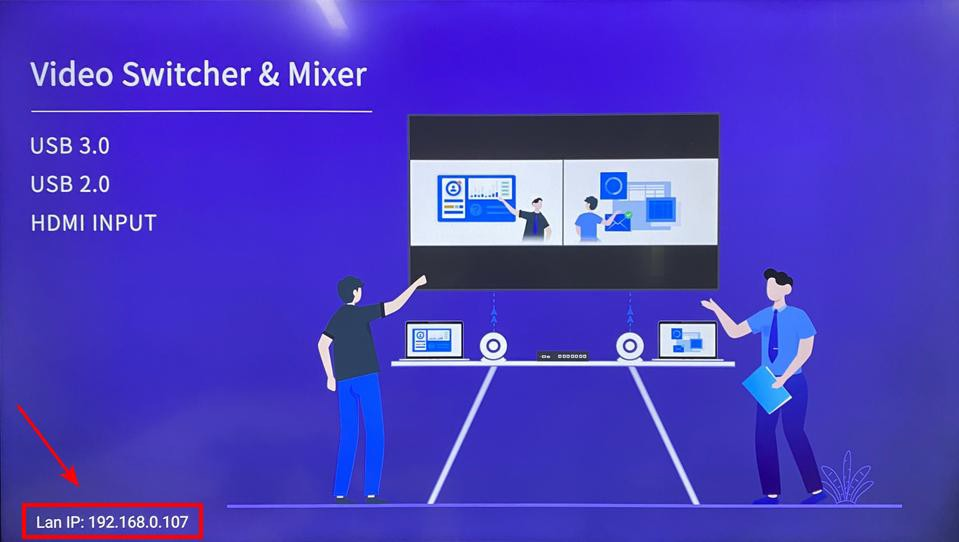 Video Switcher & Mixer
USB 3.0
USB 2.0
HDMI INPUT
Lan IP: 192.168.0.107